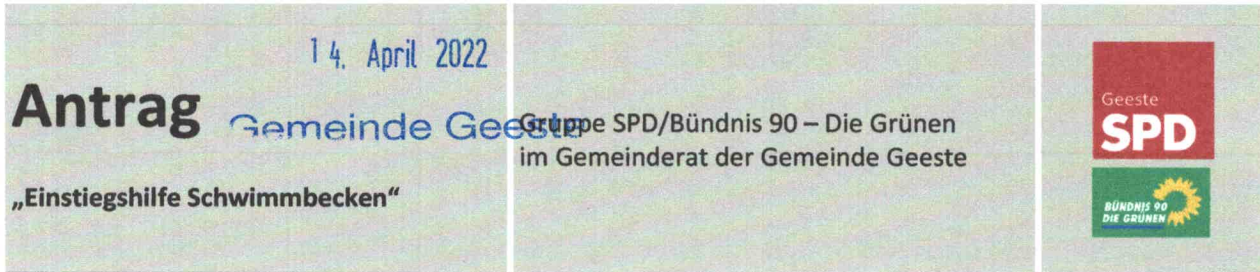 14. April 2022
Antrag
Gemeinde Geeste
„Einstiegshilfe Schwimmbecken“
Gruppe SPD/Bündnis 90 – Die Grünen
im Gemeinderat der Gemeinde Geeste
Geeste
SPD
BÜNDNIS 90
DIE GRÜNEN